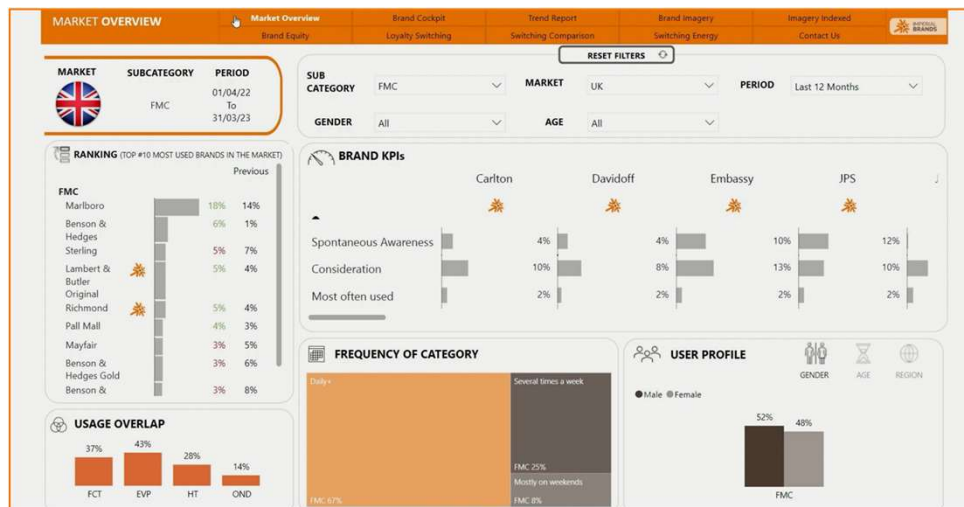 MARKET OVERVIEW
Market Overview
Brand Cockpit
Trend Report
Brand Imagery
Imagery Indexed
Brand Equity
Loyalty Switching
Switching Comparison
Switching Energy
Contact Us
IMPERIAL
BRANDS
RESET FILTERS
MARKET
SUBCATEGORY
PERIOD
FMC
01/04/22
To
31/03/23
SUB
CATEGORY
FMC
MARKET
UK
PERIOD
Last 12 Months
GENDER
All
AGE
All
RANKING (TOP #10 MOST USED BRANDS IN THE MARKET)
Previous
FMC
Marlboro 18% 14%
Benson & 6% 1%
Hedges
Sterling 5% 7%
Lambert & 5% 4%
Butler
Original
Richmond 5% 4%
Pall Mall 4% 3%
Mayfair 3% 5%
Benson & 3% 6%
Hedges Gold
Benson & 3% 8%
BRAND KPIs
Carlton Davidoff Embassy JPS J
Spontaneous Awareness 4% 4% 10% 12%
Consideration 10% 8% 13% 10%
Most often used 2% 2% 2% 2%
USAGE OVERLAP
37% 43% 28% 14%
FCT EVP HT OND
FREQUENCY OF CATEGORY
Daily+
FMC 67%
Several times a week
FMC 25%
Mostly on weekends
FMC 8%
USER PROFILE
GENDER AGE REGION
Male Female
52% 48%
FMC